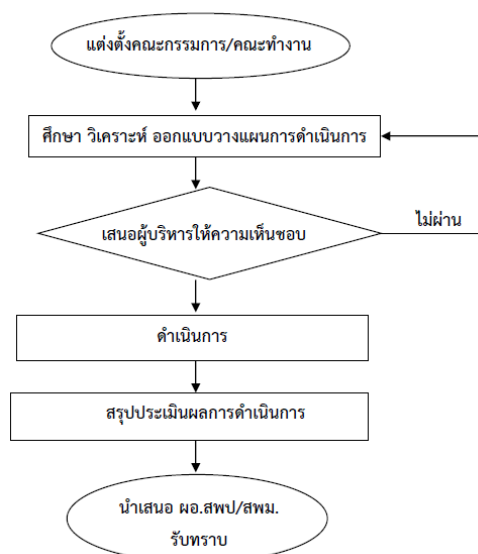 แต่งตั้งคณะกรรมการ/คณะทำงาน
ศึกษา วิเคราะห์ ออกแบบวางแผนการดำเนินการ
เสนอผู้บริหารให้ความเห็นชอบ
ไม่ผ่าน
ดำเนินการ
สรุปประเมินผลการดำเนินการ
นำเสนอ ผอ.สพป/สพม.
รับทราบ